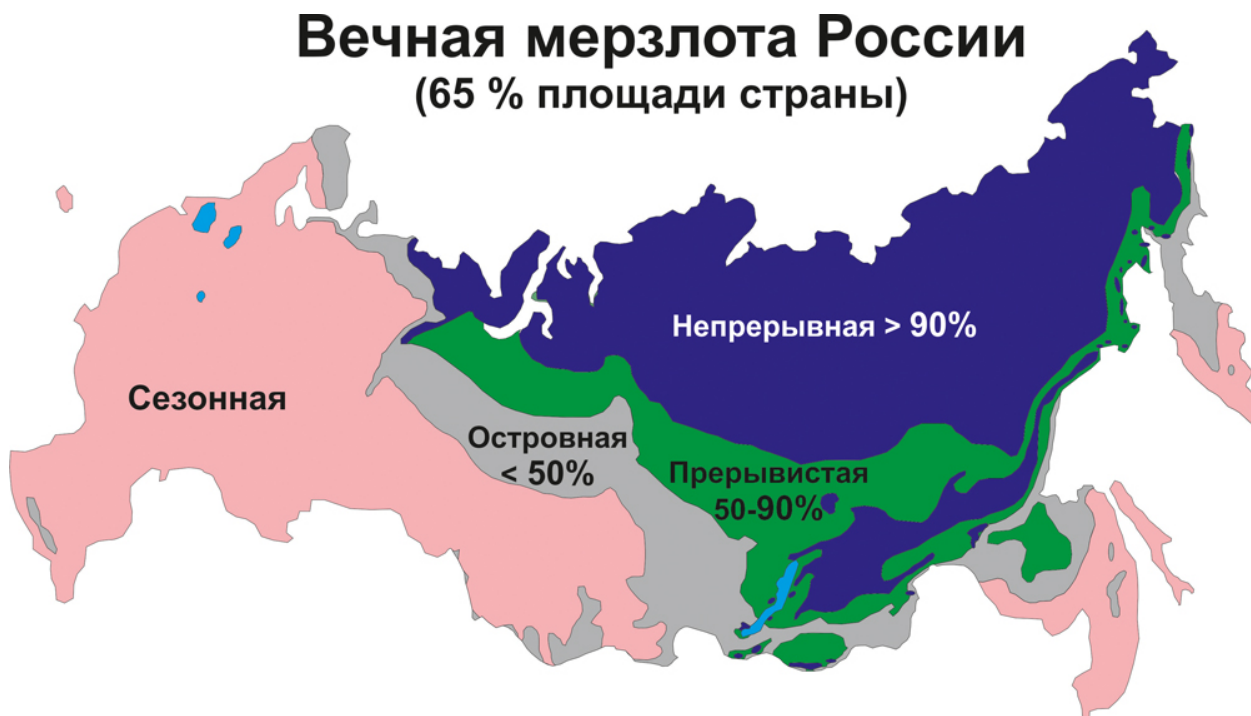 Вечная мерзлота России
(65 % площади страны)
Непрерывная > 90%
Сезонная
Островная
< 50%
Прерывистая
50-90%